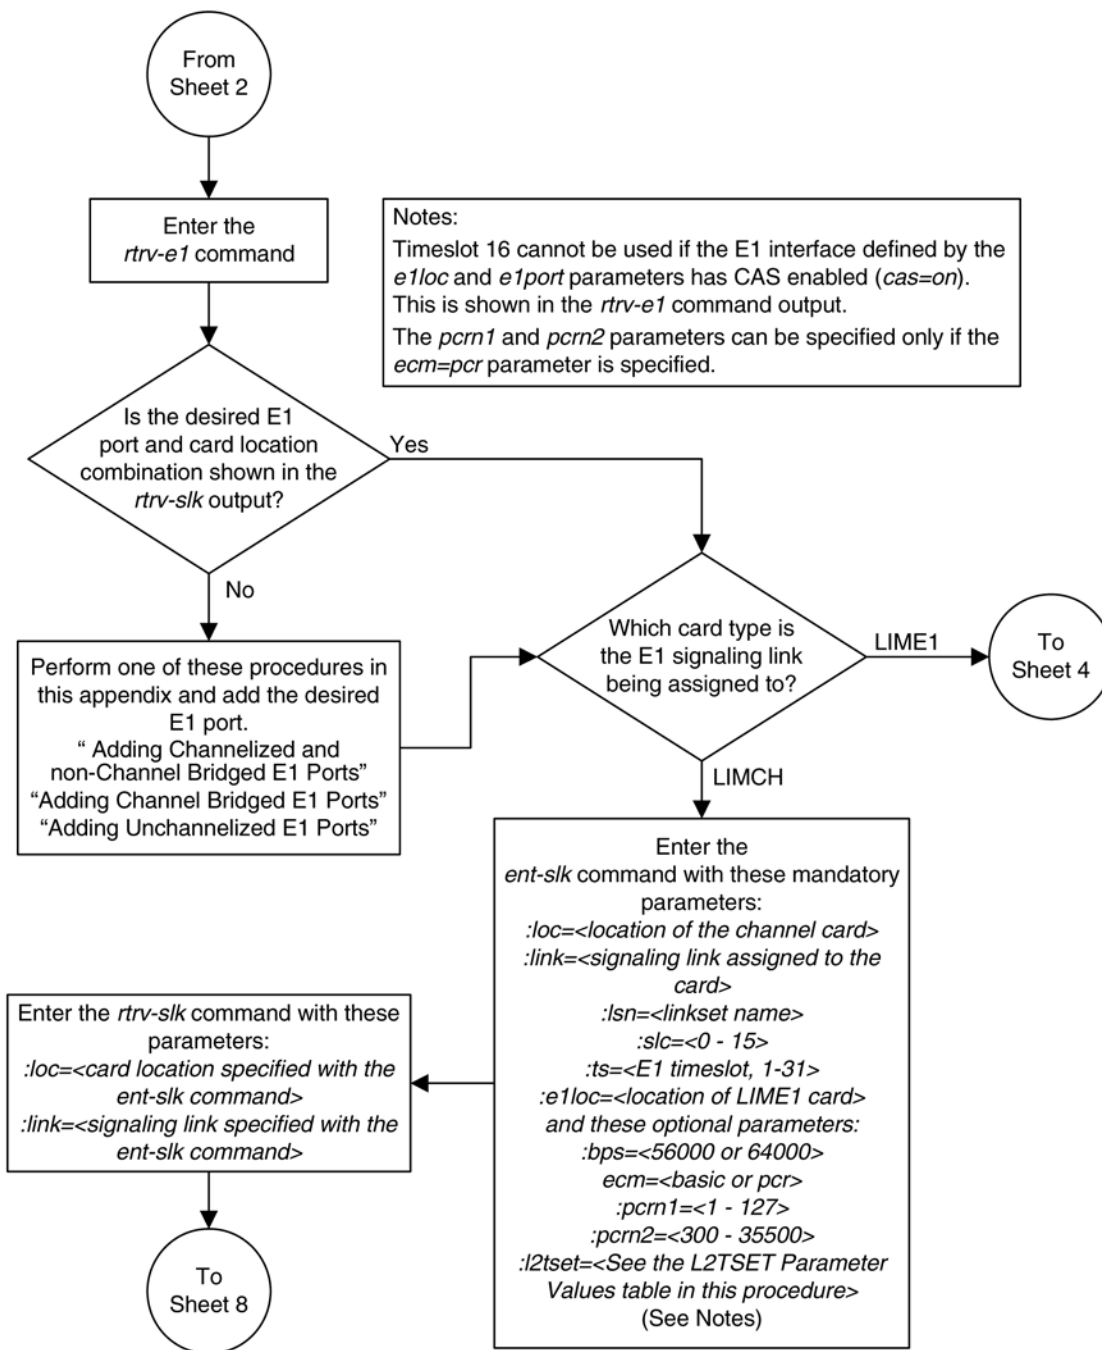 From
Sheet 2
Enter the
rtrv-e1 command
Notes:
Timeslot 16 cannot be used if the E1 interface defined by the
e1loc and e1port parameters has CAS enabled (cas=on).
This is shown in the rtrv-e1 command output.
The pcrn1 and pcrn2 parameters can be specified only if the
ecm=pcr parameter is specified.
Is the desired E1
port and card location
combination shown in the
rtrv-slk output?
Yes
No
Perform one of these procedures in
this appendix and add the desired
E1 port.
“ Adding Channelized and
non-Channel Bridged E1 Ports”
“Adding Channel Bridged E1 Ports”
“Adding Unchannelized E1 Ports”
Which card type is
the E1 signaling link
being assigned to?
LIME1
To
Sheet 4
LIMCH
Enter the
ent-slk command with these mandatory
parameters:
:loc=<location of the channel card>
:link=<signaling link assigned to the
card>
:lsn=<linkset name>
:slc=<0 - 15>
:ts=<E1 timeslot, 1-31>
:e1loc=<location of LIME1 card>
and these optional parameters:
:bps=<56000 or 64000>
ecm=<basic or pcr>
:pcrn1=<1 - 127>
:pcrn2=<300 - 35500>
:l2tset=<See the L2TSET Parameter
Values table in this procedure>
(See Notes)
Enter the rtrv-slk command with these
parameters:
:loc=<card location specified with the
ent-slk command>
:link=<signaling link specified with the
ent-slk command>
To
Sheet 8